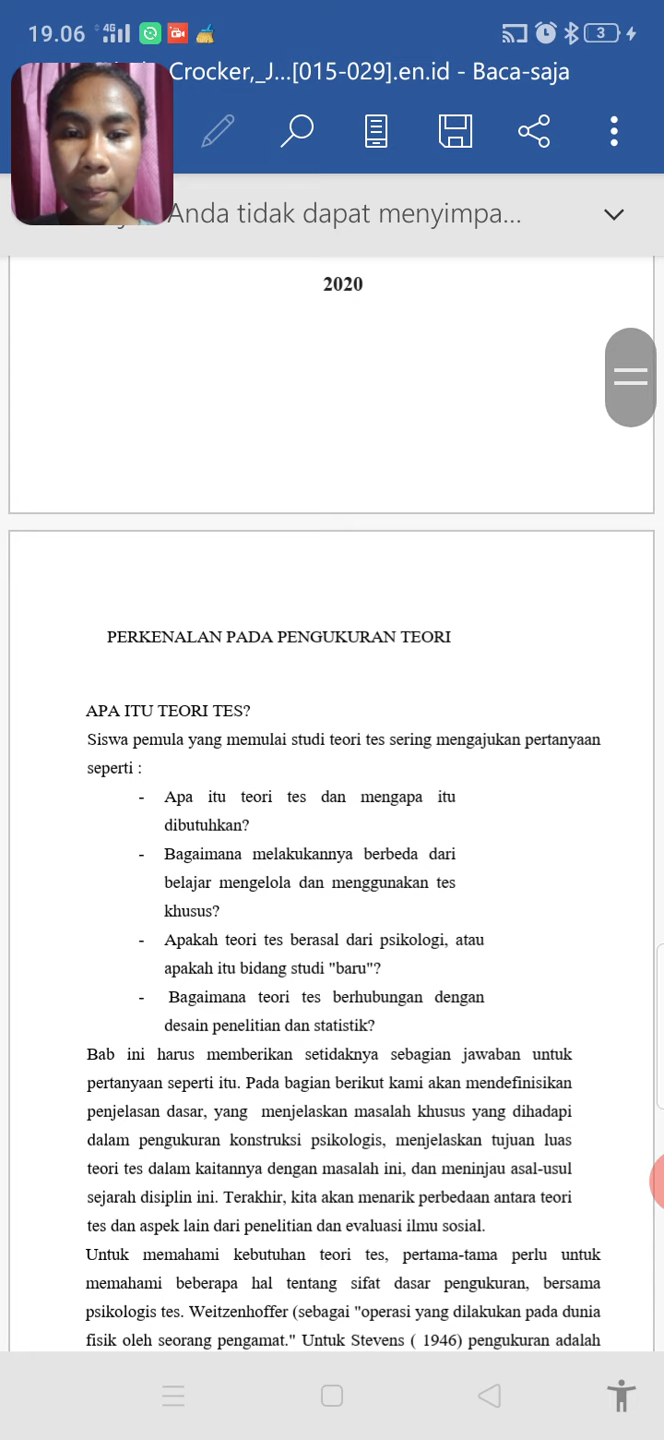 19.06 4G 3
Crocker,_J...[015-029].en.id - Baca-saja
Anda tidak dapat menyimpa...
2020
PERKENALAN PADA PENGUKURAN TEORI
APA ITU TEORI TES?
Siswa pemula yang memulai studi teori tes sering mengajukan pertanyaan
seperti :
- Apa itu teori tes dan mengapa itu
dibutuhkan?
- Bagaimana melakukannya berbeda dari
belajar mengelola dan menggunakan tes
khusus?
- Apakah teori tes berasal dari psikologi, atau
apakah itu bidang studi "baru"?
- Bagaimana teori tes berhubungan dengan
desain penelitian dan statistik?
Bab ini harus memberikan setidaknya sebagian jawaban untuk
pertanyaan seperti itu. Pada bagian berikut kami akan mendefinisikan
penjelasan dasar, yang menjelaskan masalah khusus yang dihadapi
dalam pengukuran konstruksi psikologis, menjelaskan tujuan luas
teori tes dalam kaitannya dengan masalah ini, dan meninjau asal-usul
sejarah disiplin ini. Terakhir, kita akan menarik perbedaan antara teori
tes dan aspek lain dari penelitian dan evaluasi ilmu sosial.
Untuk memahami kebutuhan teori tes, pertama-tama perlu untuk
memahami beberapa hal tentang sifat dasar pengukuran, bersama
psikologis tes. Weitzenhoffer (sebagai "operasi yang dilakukan pada dunia
fisik oleh seorang pengamat." Untuk Stevens ( 1946) pengukuran adalah